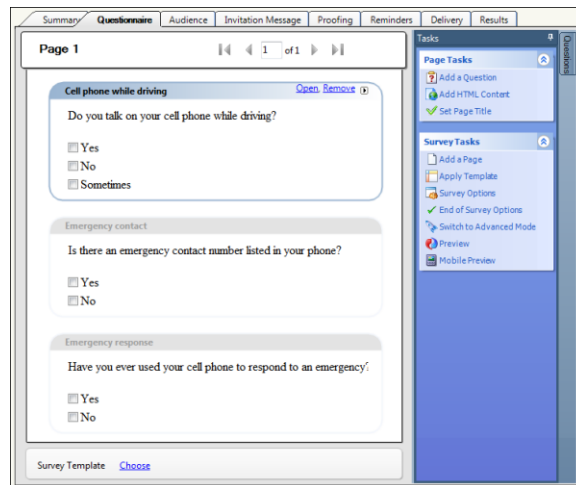 Summary Questionnaire Audience Invitation Message Proofing Reminders Delivery Results
Page 1 1 of 1
Cell phone while driving Open, Remove
Do you talk on your cell phone while driving?
Yes
No
Sometimes
Emergency contact
Is there an emergency contact number listed in your phone?
Yes
No
Emergency response
Have you ever used your cell phone to respond to an emergency?
Yes
No
Survey Template Choose
Tasks
Page Tasks
Add a Question
Add HTML Content
Set Page Title
Survey Tasks
Add a Page
Apply Template
Survey Options
End of Survey Options
Switch to Advanced Mode
Preview
Mobile Preview
Questions